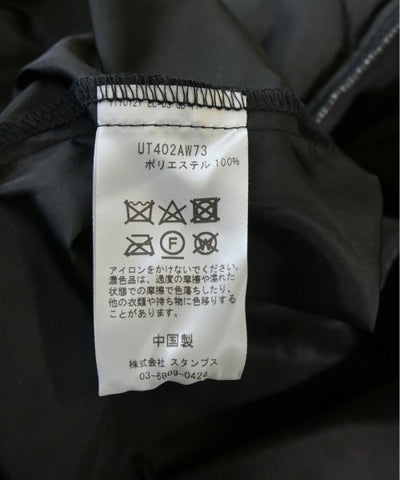 UT402AW73
ポリエステル 100%
F W
アイロンをかけないでください。
濃色品は、過度の摩擦や濡れた
状態での摩擦で色落ちしたり、
他の衣類や持ち物に色移りする
ことがあります。
中国製
株式会社 スタンプス
03-6809-0424